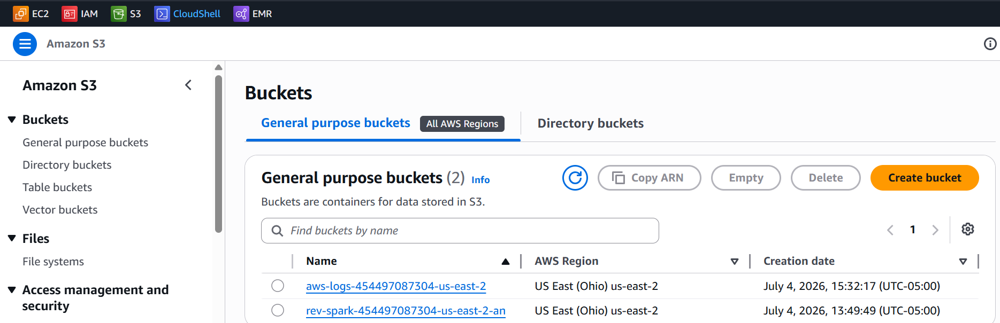 EC2 IAM S3 CloudShell EMR
Amazon S3
Amazon S3
Buckets
General purpose buckets
Directory buckets
Table buckets
Vector buckets
Files
File systems
Access management and
security
Buckets
General purpose buckets All AWS Regions Directory buckets
General purpose buckets (2) Info
Copy ARN Empty Delete Create bucket
Buckets are containers for data stored in S3.
Find buckets by name
1
Name AWS Region Creation date
aws-logs-454497087304-us-east-2 US East (Ohio) us-east-2 July 4, 2026, 15:32:17 (UTC-05:00)
rev-spark-454497087304-us-east-2-an US East (Ohio) us-east-2 July 4, 2026, 13:49:49 (UTC-05:00)